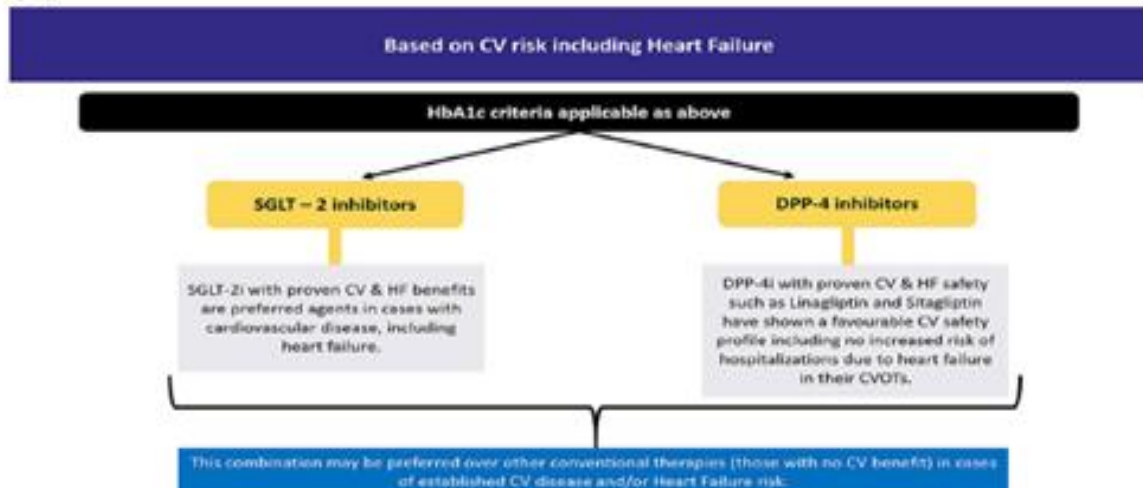 Based on CV risk including Heart Failure
HbA1c criteria applicable as above
SGLT – 2 inhibitors
SGLT-2i with proven CV & HF benefits
are preferred agents in cases with
cardiovascular disease, including
heart failure.
DPP-4 inhibitors
DPP-4i with proven CV & HF safety
such as Linagliptin and Sitagliptin
have shown a favourable CV safety
profile including no increased risk of
hospitalizations due to heart failure
in their CVOTs.
This combination may be preferred over other conventional therapies (those with no CV benefit) in cases
of established CV disease and/or Heart Failure risk.